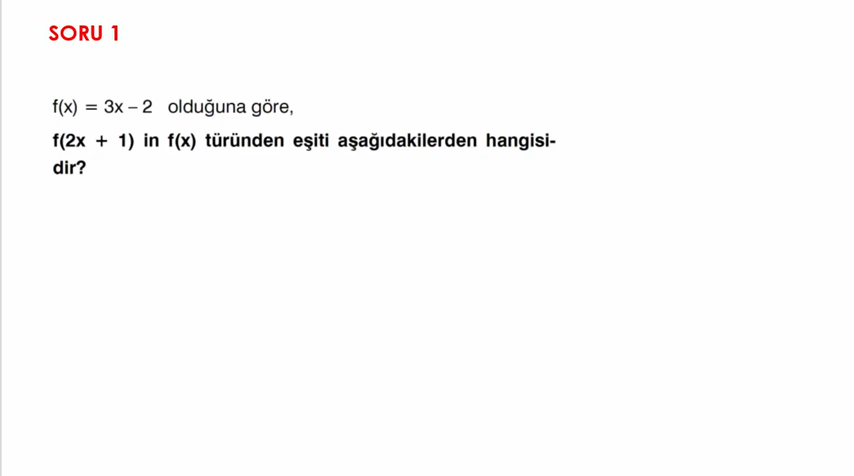 SORU 1
f(x) = 3x – 2 olduğuna göre,
f(2x + 1) in f(x) türünden eşiti aşağıdakilerden hangisi-
dir?